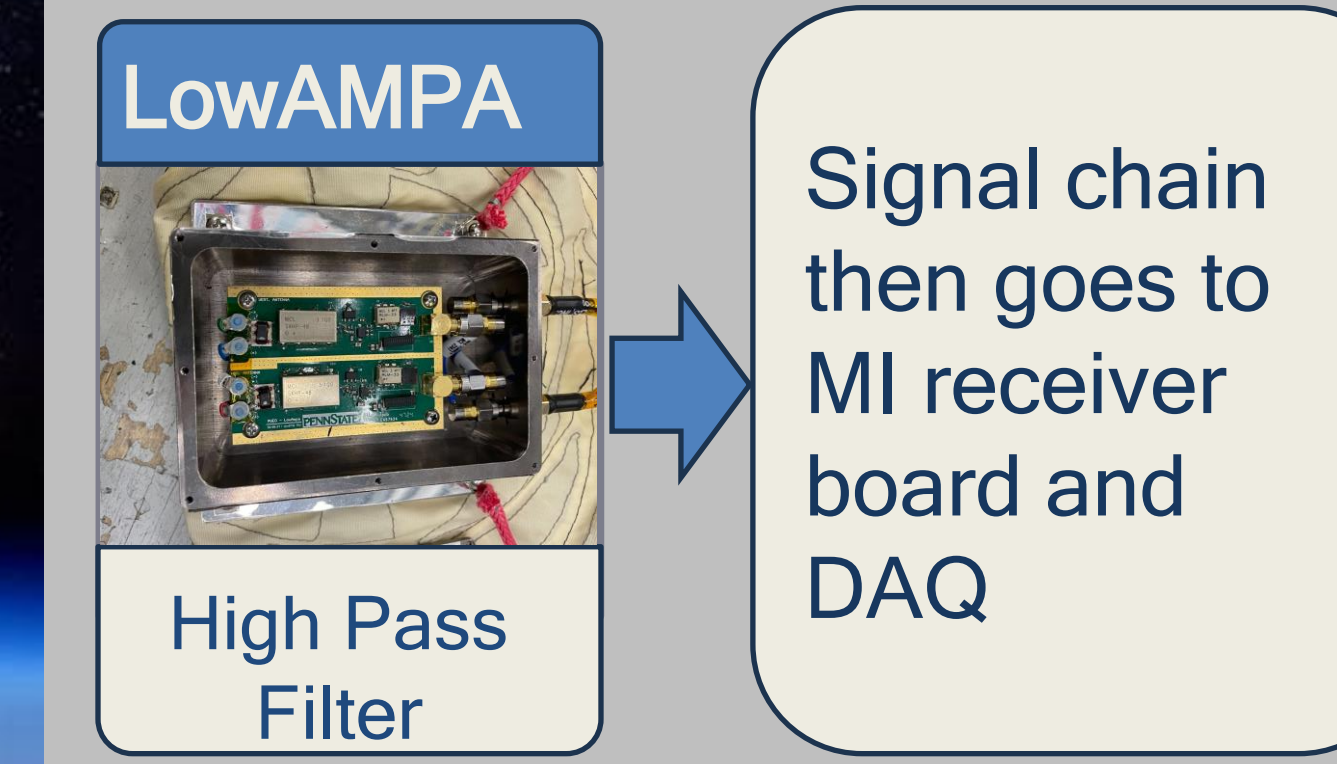 LowAMPA
PENNSTATE
High Pass
Filter
Signal chain
then goes to
MI receiver
board and
DAQ